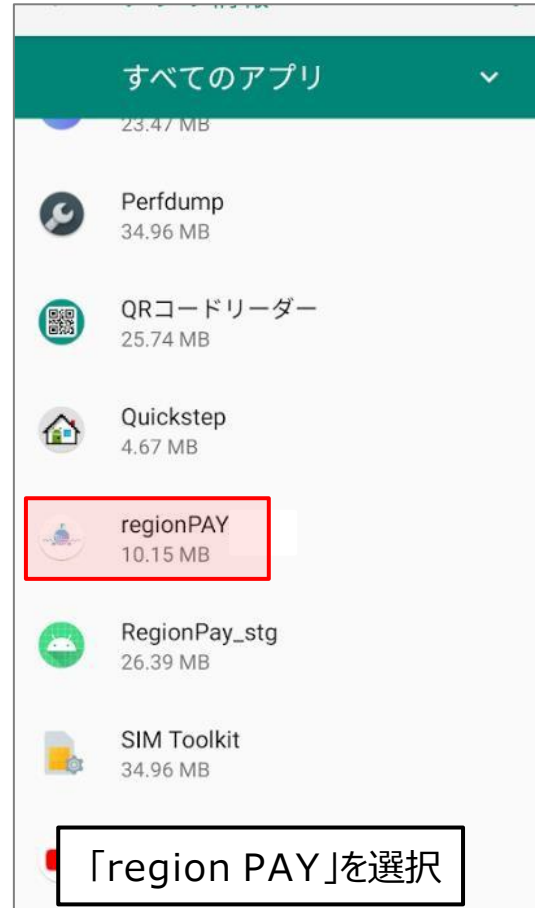 すべてのアプリ
23.47 MB
Perfdump
34.96 MB
QRコードリーダー
25.74 MB
Quickstep
4.67 MB
regionPAY
10.15 MB
RegionPay_stg
26.39 MB
SIM Toolkit
34.96 MB
「region PAY」を選択